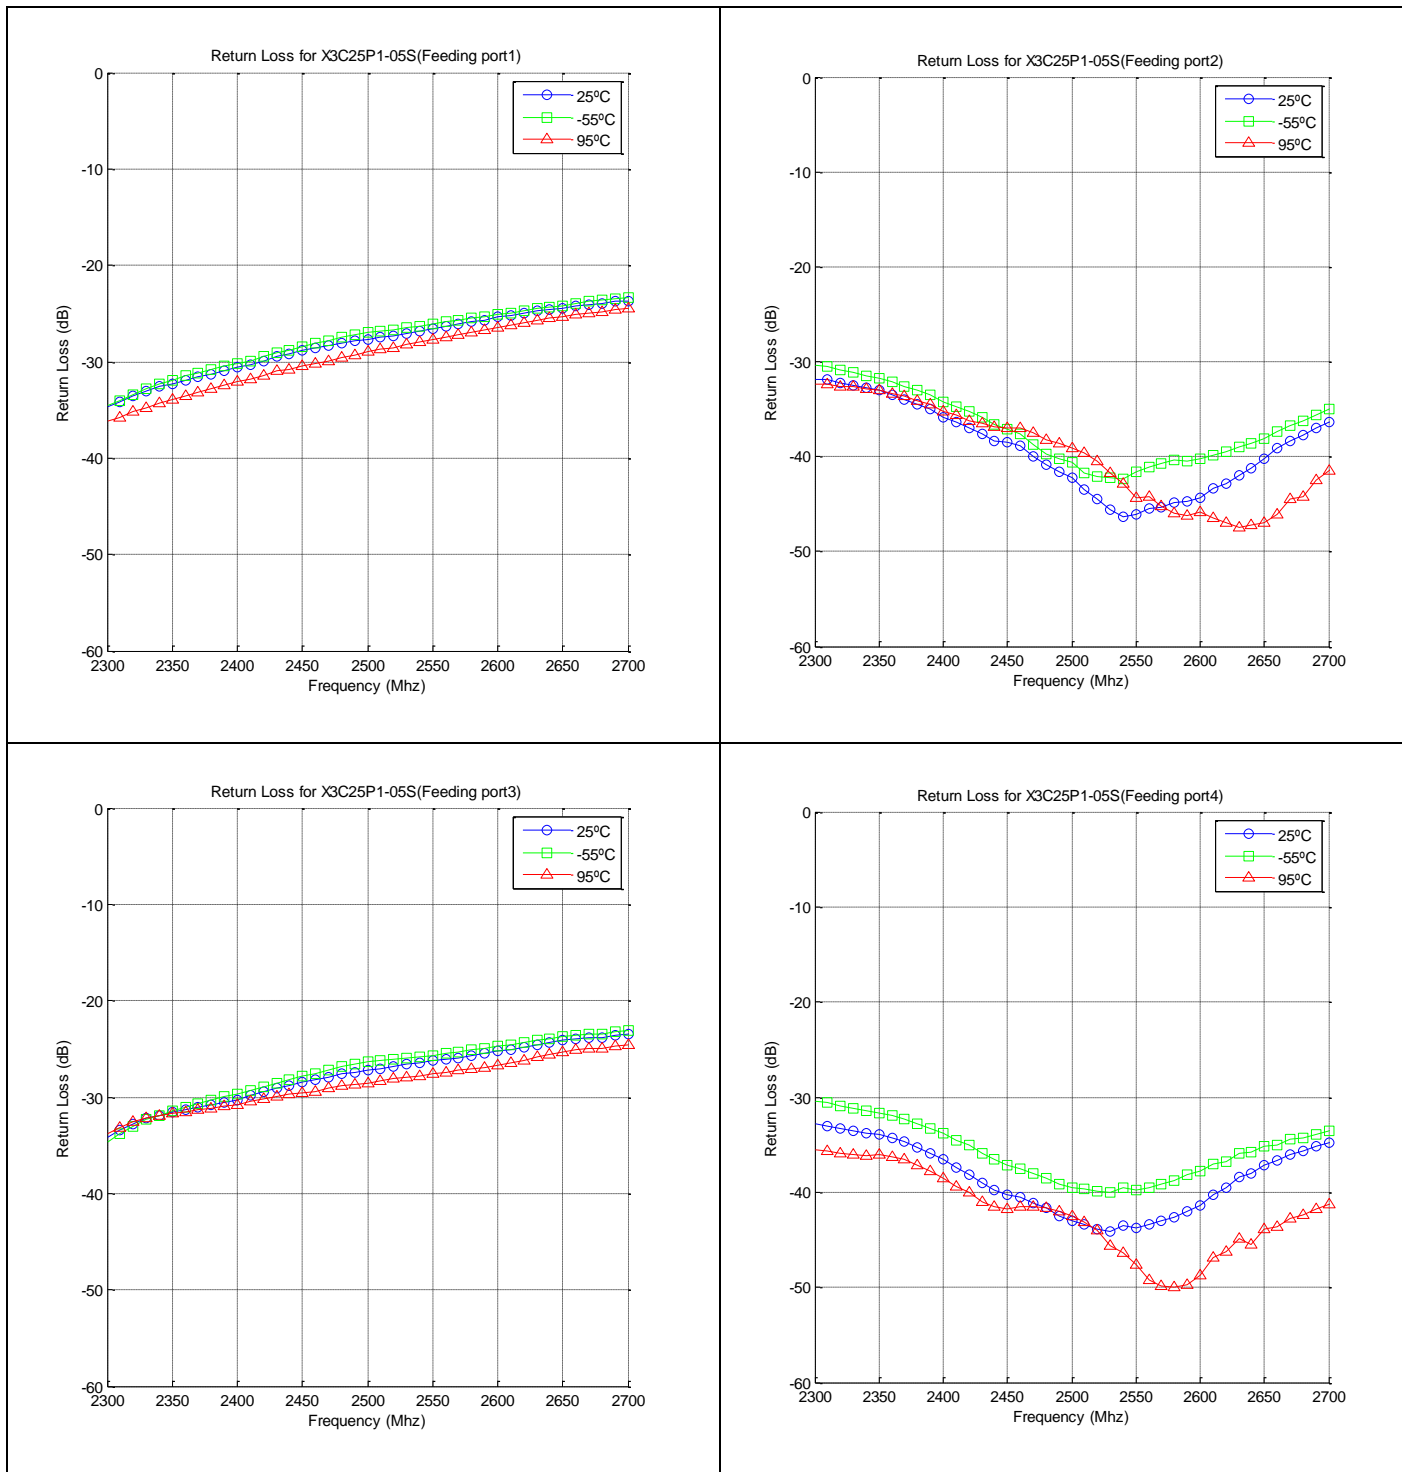 Return Loss for X3C25P1-05S(Feeding port1)
0
-10
-20
-30
-40
-50
-60
Return Loss (dB)
25ºC
-55ºC
95ºC
2300 2350 2400 2450 2500 2550 2600 2650 2700
Frequency (Mhz)
Return Loss for X3C25P1-05S(Feeding port2)
0
-10
-20
-30
-40
-50
-60
Return Loss (dB)
25ºC
-55ºC
95ºC
2300 2350 2400 2450 2500 2550 2600 2650 2700
Frequency (Mhz)
Return Loss for X3C25P1-05S(Feeding port3)
0
-10
-20
-30
-40
-50
-60
Return Loss (dB)
25ºC
-55ºC
95ºC
2300 2350 2400 2450 2500 2550 2600 2650 2700
Frequency (Mhz)
Return Loss for X3C25P1-05S(Feeding port4)
0
-10
-20
-30
-40
-50
-60
Return Loss (dB)
25ºC
-55ºC
95ºC
2300 2350 2400 2450 2500 2550 2600 2650 2700
Frequency (Mhz)